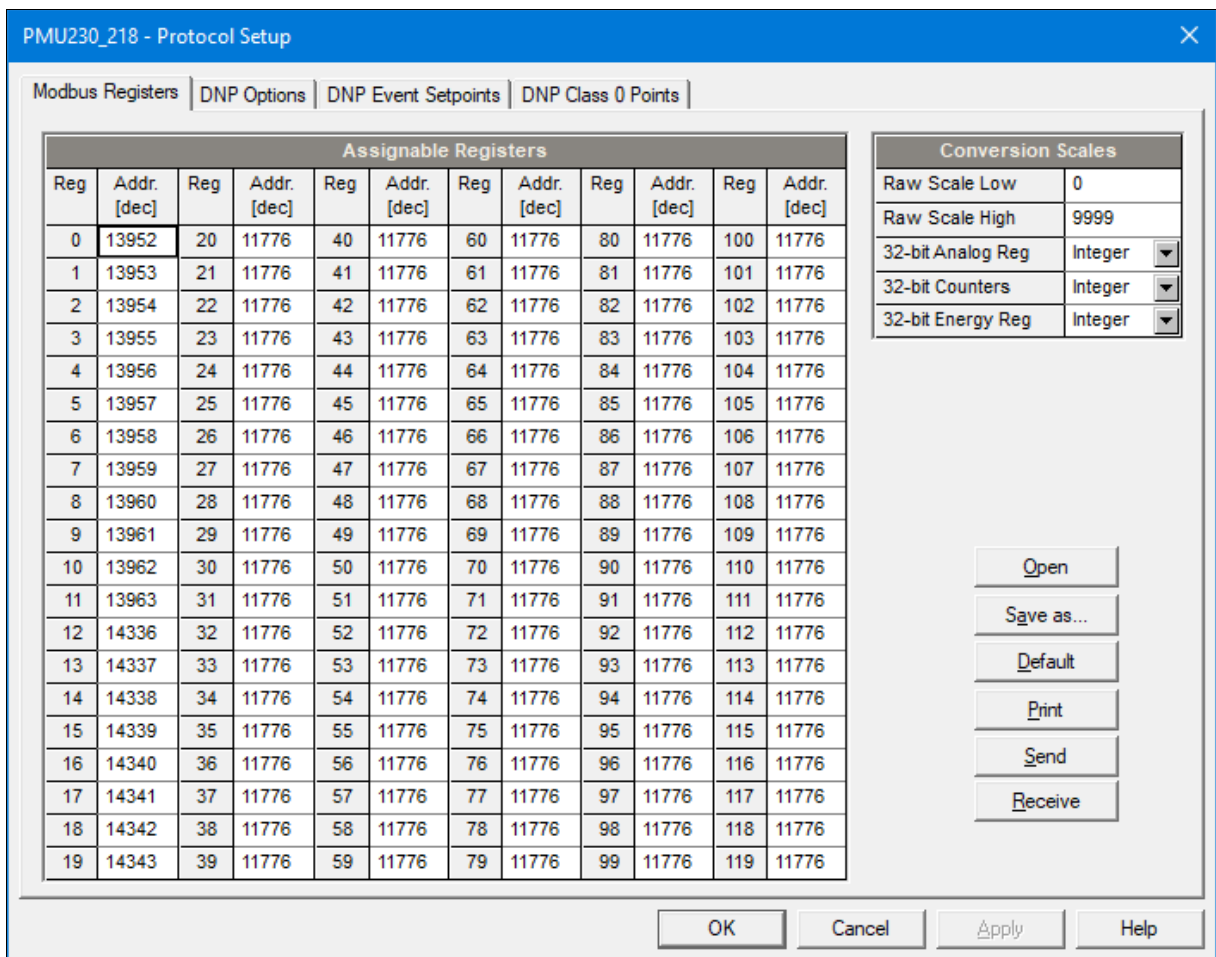 PMU230_218 - Protocol Setup
Modbus Registers DNP Options DNP Event Setpoints DNP Class 0 Points
Assignable Registers
Reg Addr. [dec] Reg Addr. [dec] Reg Addr. [dec] Reg Addr. [dec] Reg Addr. [dec] Reg Addr. [dec]
0 13952 20 11776 40 11776 60 11776 80 11776 100 11776
1 13953 21 11776 41 11776 61 11776 81 11776 101 11776
2 13954 22 11776 42 11776 62 11776 82 11776 102 11776
3 13955 23 11776 43 11776 63 11776 83 11776 103 11776
4 13956 24 11776 44 11776 64 11776 84 11776 104 11776
5 13957 25 11776 45 11776 65 11776 85 11776 105 11776
6 13958 26 11776 46 11776 66 11776 86 11776 106 11776
7 13959 27 11776 47 11776 67 11776 87 11776 107 11776
8 13960 28 11776 48 11776 68 11776 88 11776 108 11776
9 13961 29 11776 49 11776 69 11776 89 11776 109 11776
10 13962 30 11776 50 11776 70 11776 90 11776 110 11776
11 13963 31 11776 51 11776 71 11776 91 11776 111 11776
12 14336 32 11776 52 11776 72 11776 92 11776 112 11776
13 14337 33 11776 53 11776 73 11776 93 11776 113 11776
14 14338 34 11776 54 11776 74 11776 94 11776 114 11776
15 14339 35 11776 55 11776 75 11776 95 11776 115 11776
16 14340 36 11776 56 11776 76 11776 96 11776 116 11776
17 14341 37 11776 57 11776 77 11776 97 11776 117 11776
18 14342 38 11776 58 11776 78 11776 98 11776 118 11776
19 14343 39 11776 59 11776 79 11776 99 11776 119 11776
Conversion Scales
Raw Scale Low 0
Raw Scale High 9999
32-bit Analog Reg Integer
32-bit Counters Integer
32-bit Energy Reg Integer
Open
Save as...
Default
Print
Send
Receive
OK Cancel Apply Help